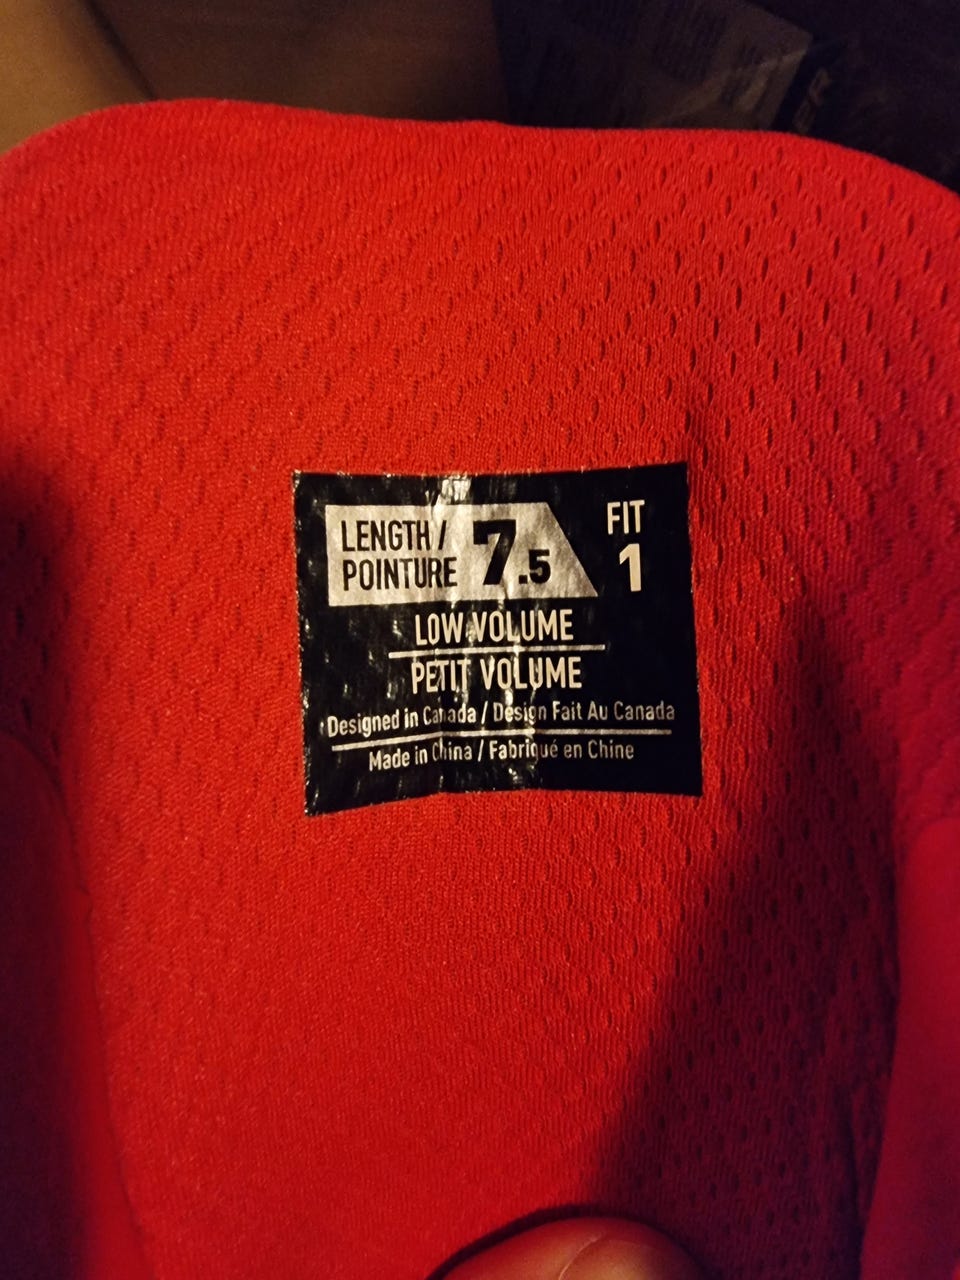 LENGTH / 7.5 FIT
POINTURE 1
LOW VOLUME
PETIT VOLUME
Designed in Canada / Design Fait Au Canada
Made in China / Fabriqué en Chine